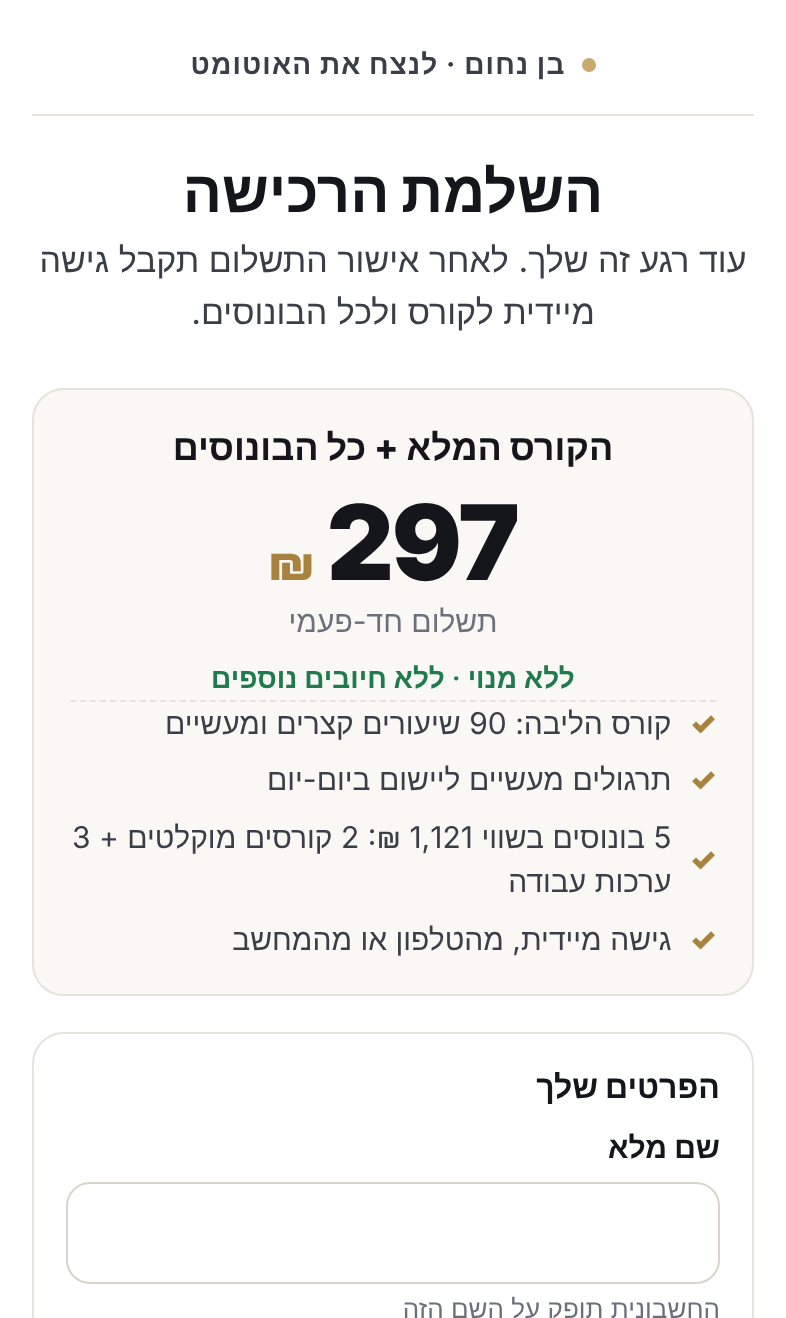 בן נחום · לנצח את האוטומט
השלמת הרכישה
עוד רגע זה שלך. לאחר אישור התשלום תקבל גישה
מיידית לקורס ולכל הבונוסים.
הקורס המלא + כל הבונוסים
297 ₪
תשלום חד-פעמי
ללא מנוי · ללא חיובים נוספים
קורס הליבה: 90 שיעורים קצרים ומעשיים
תרגולים מעשיים ליישום ביום-יום
5 בונוסים בשווי 1,121 ₪: 2 קורסים מוקלטים + 3
ערכות עבודה
גישה מיידית, מהטלפון או מהמחשב
הפרטים שלך
שם מלא
החשבונית תופק על השם הזה